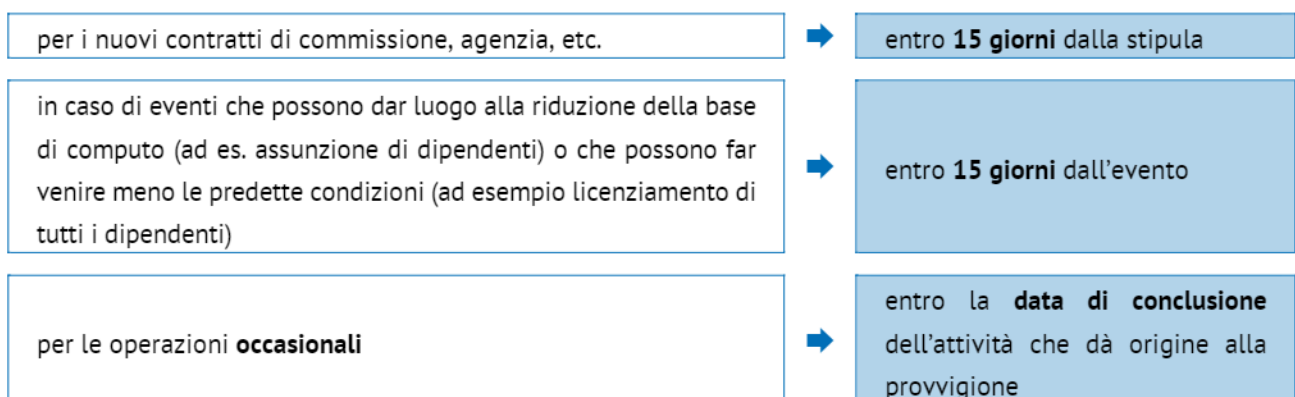 per i nuovi contratti di commissione, agenzia, etc.
entro 15 giorni dalla stipula
in caso di eventi che possono dar luogo alla riduzione della base
di computo (ad es. assunzione di dipendenti) o che possono far
venire meno le predette condizioni (ad esempio licenziamento di
tutti i dipendenti)
entro 15 giorni dall’evento
per le operazioni occasionali
entro la data di conclusione
dell’attività che dà origine alla
provvigione